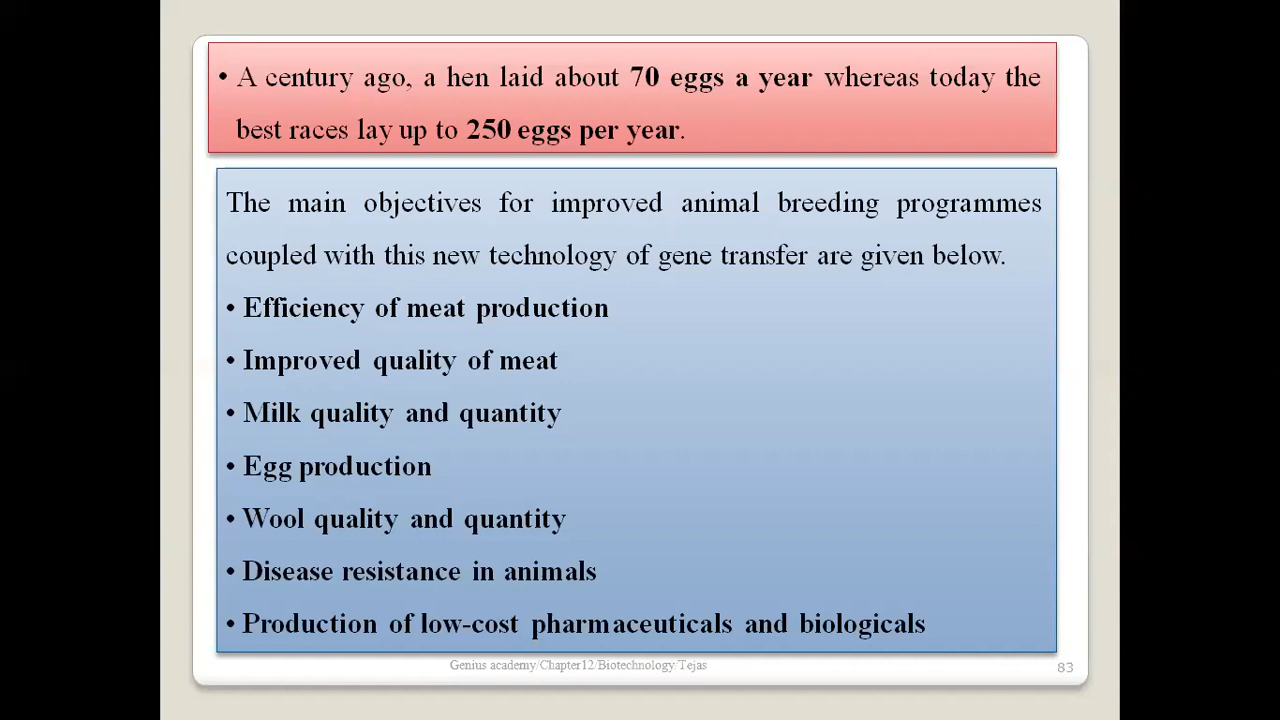 • A century ago, a hen laid about 70 eggs a year whereas today the
best races lay up to 250 eggs per year.
The main objectives for improved animal breeding programmes
coupled with this new technology of gene transfer are given below.
• Efficiency of meat production
• Improved quality of meat
• Milk quality and quantity
• Egg production
• Wool quality and quantity
• Disease resistance in animals
• Production of low-cost pharmaceuticals and biologicals
Genius academy/Chapter12/Biotechnology/Tejas
83